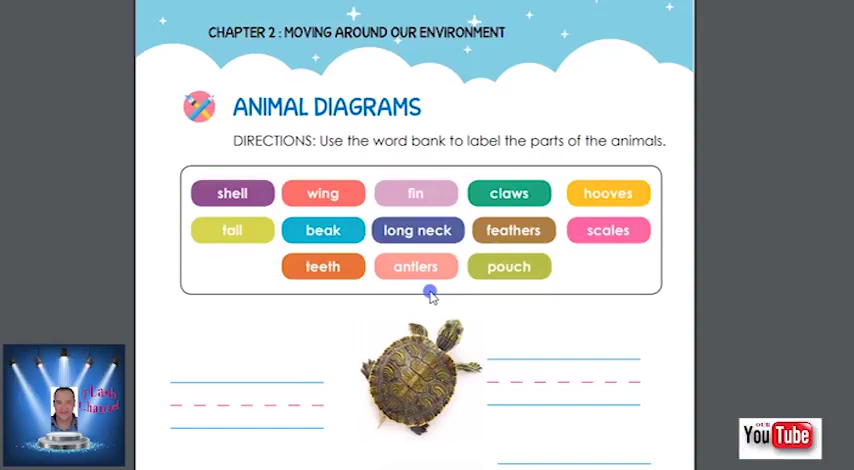 CHAPTER 2 : MOVING AROUND OUR ENVIRONMENT
ANIMAL DIAGRAMS
DIRECTIONS: Use the word bank to label the parts of the animals.
shell wing fin claws hooves
tail beak long neck feathers scales
teeth antlers pouch
OUR
YouTube